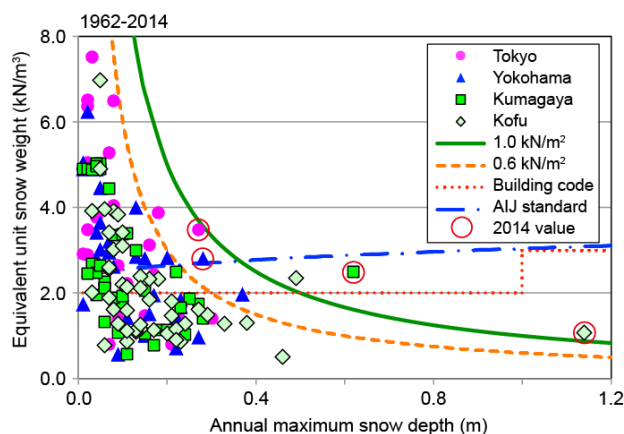 1962-2014
Equivalent unit snow weight (kN/m³)
8.0
6.0
4.0
2.0
0.0
Tokyo
Yokohama
Kumagaya
Kofu
1.0 kN/m²
0.6 kN/m²
Building code
AIJ standard
2014 value
0.0 0.4 0.8 1.2
Annual maximum snow depth (m)